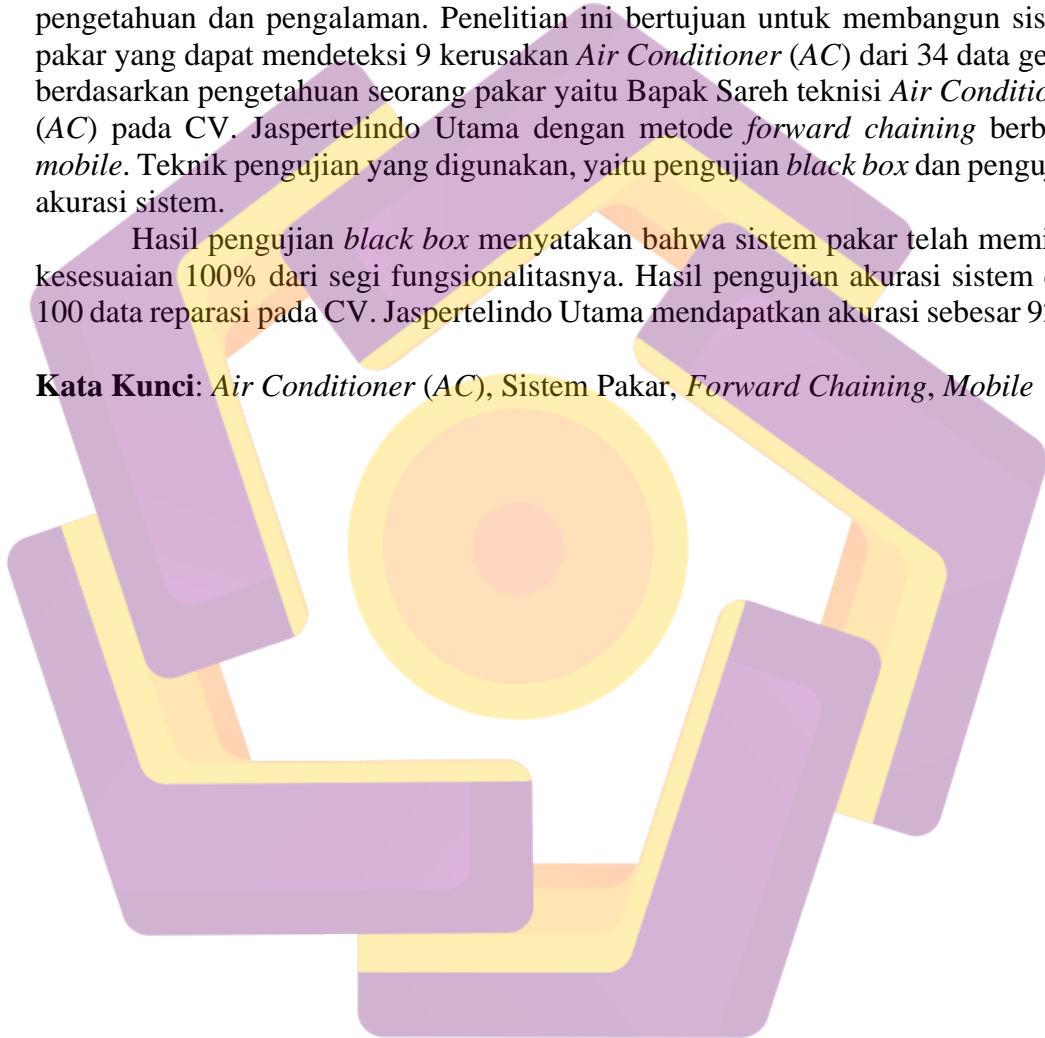 pengetahuan dan pengalaman. Penelitian ini bertujuan untuk membangun sis
pakar yang dapat mendeteksi 9 kerusakan Air Conditioner (AC) dari 34 data ge
berdasarkan pengetahuan seorang pakar yaitu Bapak Sareh teknisi Air Conditio
(AC) pada CV. Jaspertelindo Utama dengan metode forward chaining berb
mobile. Teknik pengujian yang digunakan, yaitu pengujian black box dan penguj
akurasi sistem.
Hasil pengujian black box menyatakan bahwa sistem pakar telah memi
kesesuaian 100% dari segi fungsionalitasnya. Hasil pengujian akurasi sistem
100 data reparasi pada CV. Jaspertelindo Utama mendapatkan akurasi sebesar
Kata Kunci: Air Conditioner (AC), Sistem Pakar, Forward Chaining, Mobile